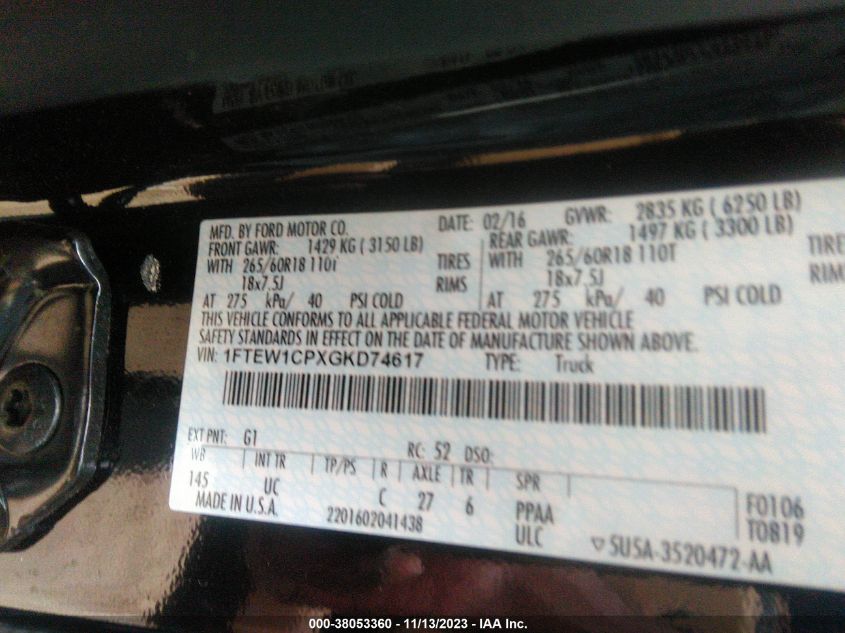 MFD. BY FORD MOTOR CO. DATE: 02/16 GVWR: 2835 KG ( 6250 LB)
FRONT GAWR: 1429 KG ( 3150 LB) REAR GAWR: 1497 KG ( 3300 LB)
WITH 265/60R18 110T TIRES WITH 265/60R18 110T TIRE
18x7.5J RIMS 18x7.5J RIMS
AT 275 kPa/ 40 PSI COLD AT 275 kPa/ 40 PSI COLD
THIS VEHICLE CONFORMS TO ALL APPLICABLE FEDERAL MOTOR VEHICLE
SAFETY STANDARDS IN EFFECT ON THE DATE OF MANUFACTURE SHOWN ABOVE.
VIN: 1FTEW1CPXGKD74617 TYPE: Truck
EXT PNT: G1 RC: 52 DSO:
WB INT TR TP/PS R AXLE TR SPR
145 UC C 27 6 PPAA F0106
MADE IN U.S.A. 2201602041438 ULC T0819
▽ 5U5A-3520472-AA
000-38053360 - 11/13/2023 - IAA Inc.